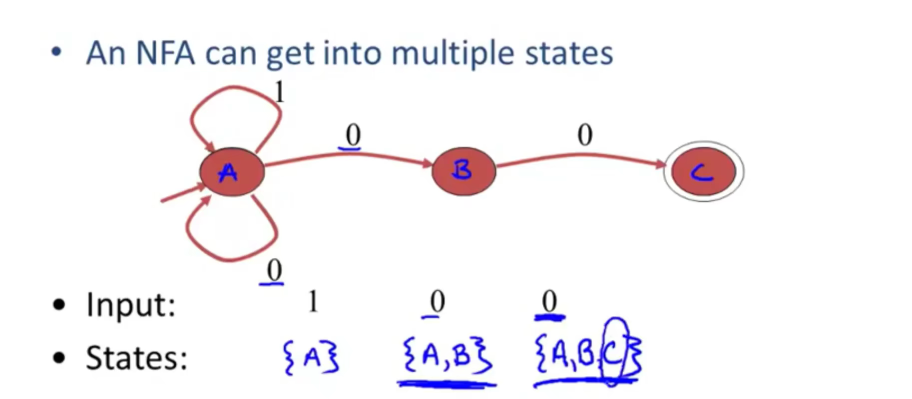 • An NFA can get into multiple states
1
0 0
A B C
0
• Input: 1 0 0
• States: {A} {A,B} {A,B,C}